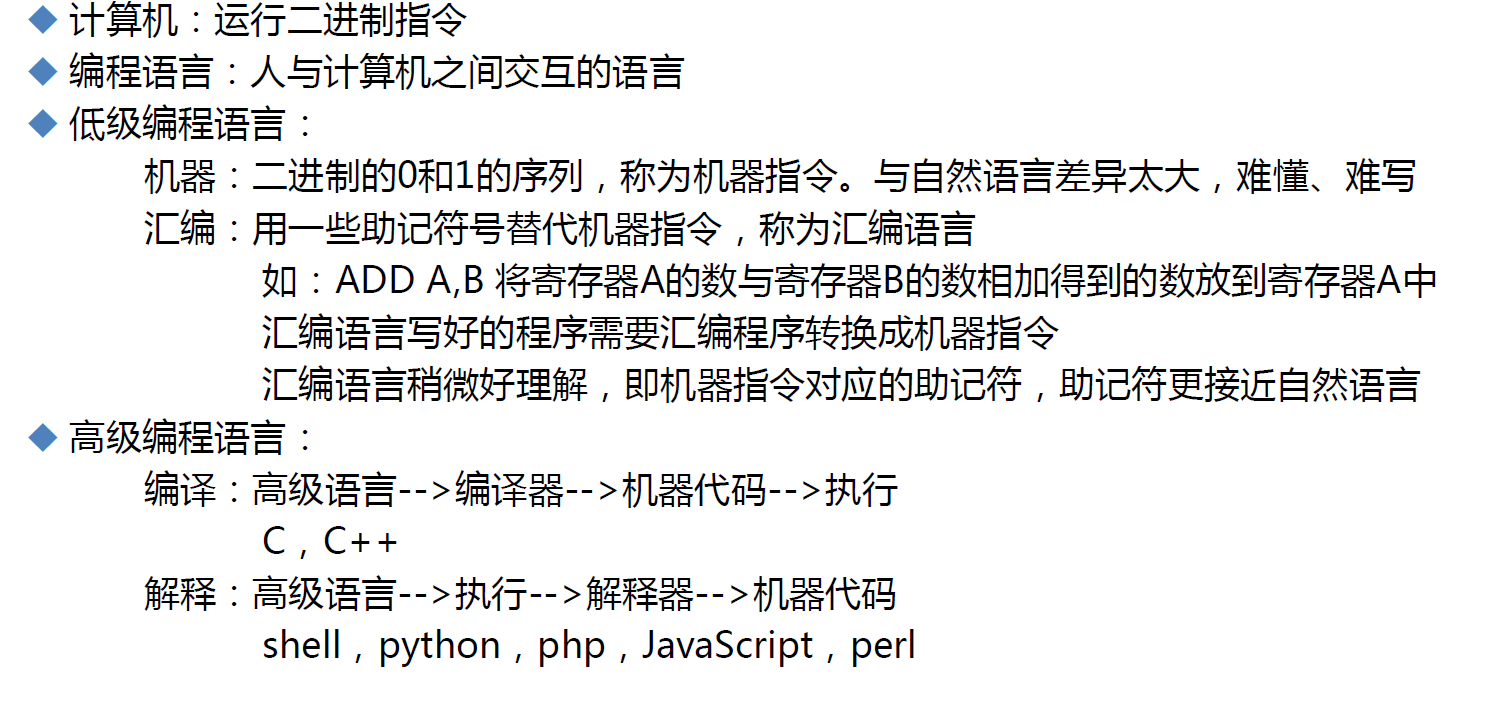 ◆ 计算机：运行二进制指令
◆ 编程语言：人与计算机之间交互的语言
◆ 低级编程语言：
机器：二进制的0和1的序列，称为机器指令。与自然语言差异太大，难懂、难写
汇编：用一些助记符号替代机器指令，称为汇编语言
如：ADD A,B 将寄存器A的数与寄存器B的数相加得到的数放到寄存器A中
汇编语言写好的程序需要汇编程序转换成机器指令
汇编语言稍微好理解，即机器指令对应的助记符，助记符更接近自然语言
◆ 高级编程语言：
编译：高级语言-->编译器-->机器代码-->执行
C，C++
解释：高级语言-->执行-->解释器-->机器代码
shell，python，php，JavaScript，perl